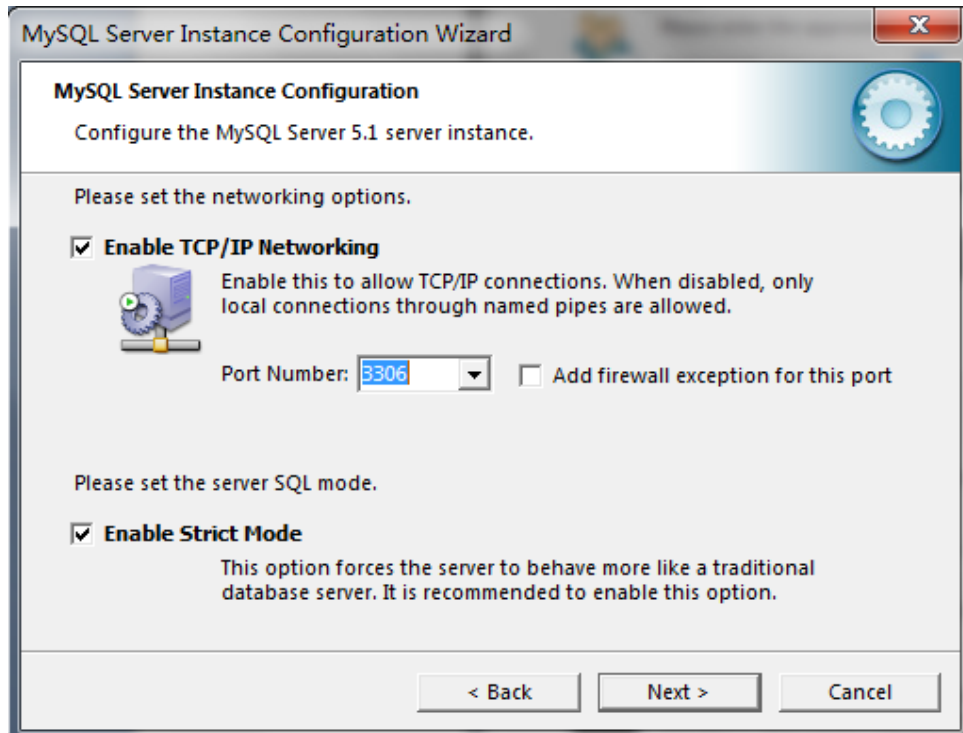 MySQL Server Instance Configuration Wizard
MySQL Server Instance Configuration
Configure the MySQL Server 5.1 server instance.
Please set the networking options.
Enable TCP/IP Networking
Enable this to allow TCP/IP connections. When disabled, only
local connections through named pipes are allowed.
Port Number: 3306 Add firewall exception for this port
Please set the server SQL mode.
Enable Strict Mode
This option forces the server to behave more like a traditional
database server. It is recommended to enable this option.
< Back Next > Cancel